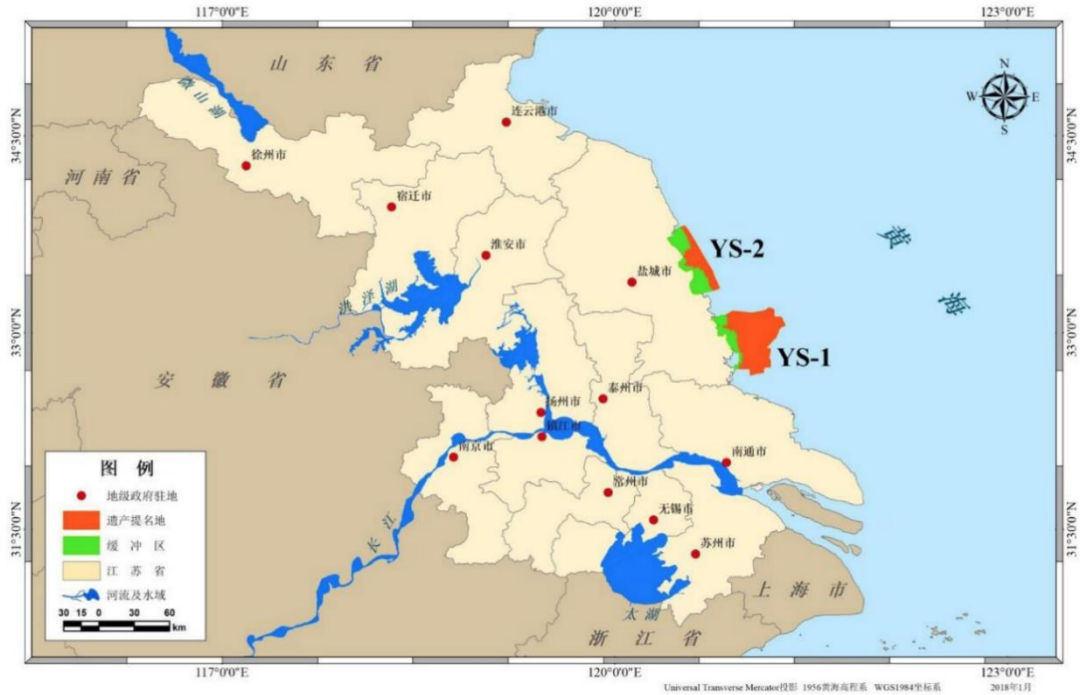 117°0'0"E 120°0'0"E 123°0'0"E
34°30'0"N
33°0'0"N
31°30'0"N
34°30'0"N
33°0'0"N
31°30'0"N
山东省
微山湖
连云港市
徐州市
河南省
宿迁市
淮安市
盐城市
YS-2
黄海
洪泽湖
YS-1
安徽省
泰州市
扬州市
镇江市
南京市
南通市
常州市
无锡市
苏州市
长江
太湖
上海市
浙江省
N
W E
S
图例
地级政府驻地
遗产提名地
缓冲区
江苏省
河流及水域
30 15 0 30 60
km
117°0'0"E 120°0'0"E 123°0'0"E
Universal Transverse Mercator投影 1956黄海高程系 WGS1984坐标系 2018年1月